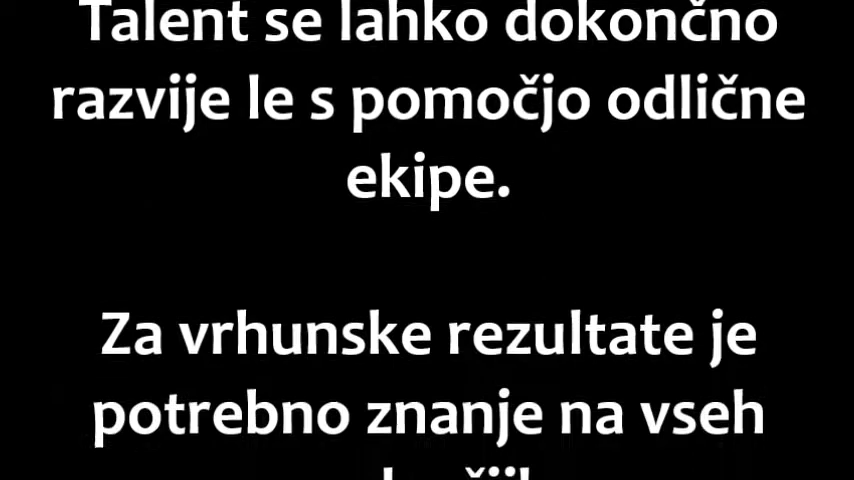 Talent se lahko dokončno
razvije le s pomočjo odlične
ekipe.
Za vrhunske rezultate je
potrebno znanje na vseh